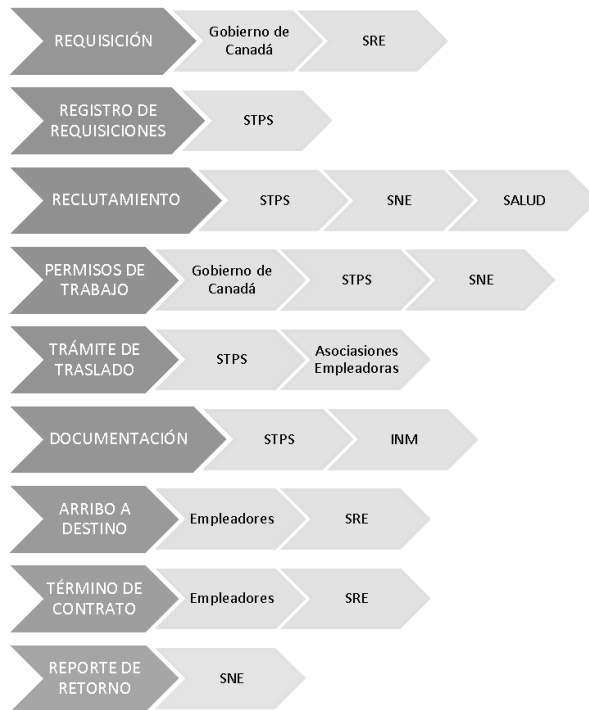 REQUISICIÓN
Gobierno de
Canadá
SRE
REGISTRO DE
REQUISICIONES
STPS
RECLUTAMIENTO
STPS
SNE
SALUD
PERMISOS DE
TRABAJO
Gobierno de
Canadá
STPS
SNE
TRÁMITE DE
TRASLADO
STPS
Asociasiones
Empleadoras
DOCUMENTACIÓN
STPS
INM
ARRIBO A
DESTINO
Empleadores
SRE
TÉRMINO DE
CONTRATO
Empleadores
SRE
REPORTE DE
RETORNO
SNE